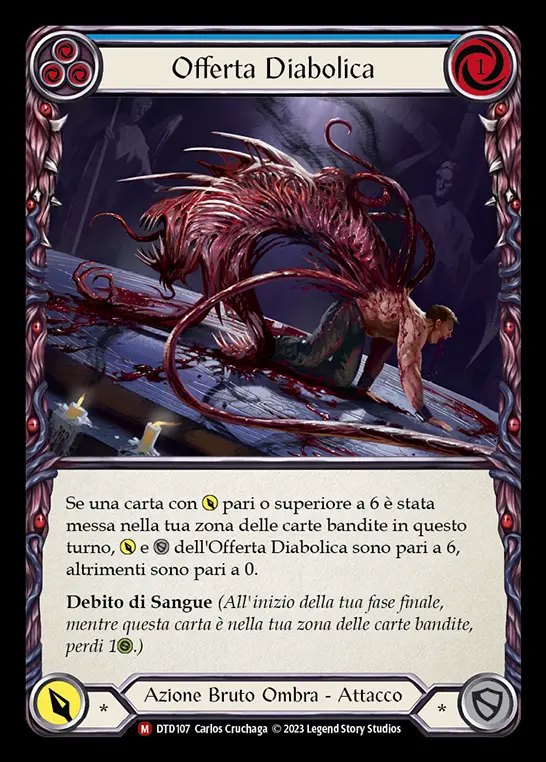 Offerta Diabolica
1
Se una carta con pari o superiore a 6 è stata
messa nella tua zona delle carte bandite in questo
turno, e dell'Offerta Diabolica sono pari a 6,
altrimenti sono pari a 0.
Debito di Sangue (All'inizio della tua fase finale,
mentre questa carta è nella tua zona delle carte bandite,
perdi 1.)
* Azione Bruto Ombra - Attacco *
M DTD107 Carlos Cruchaga © 2023 Legend Story Studios